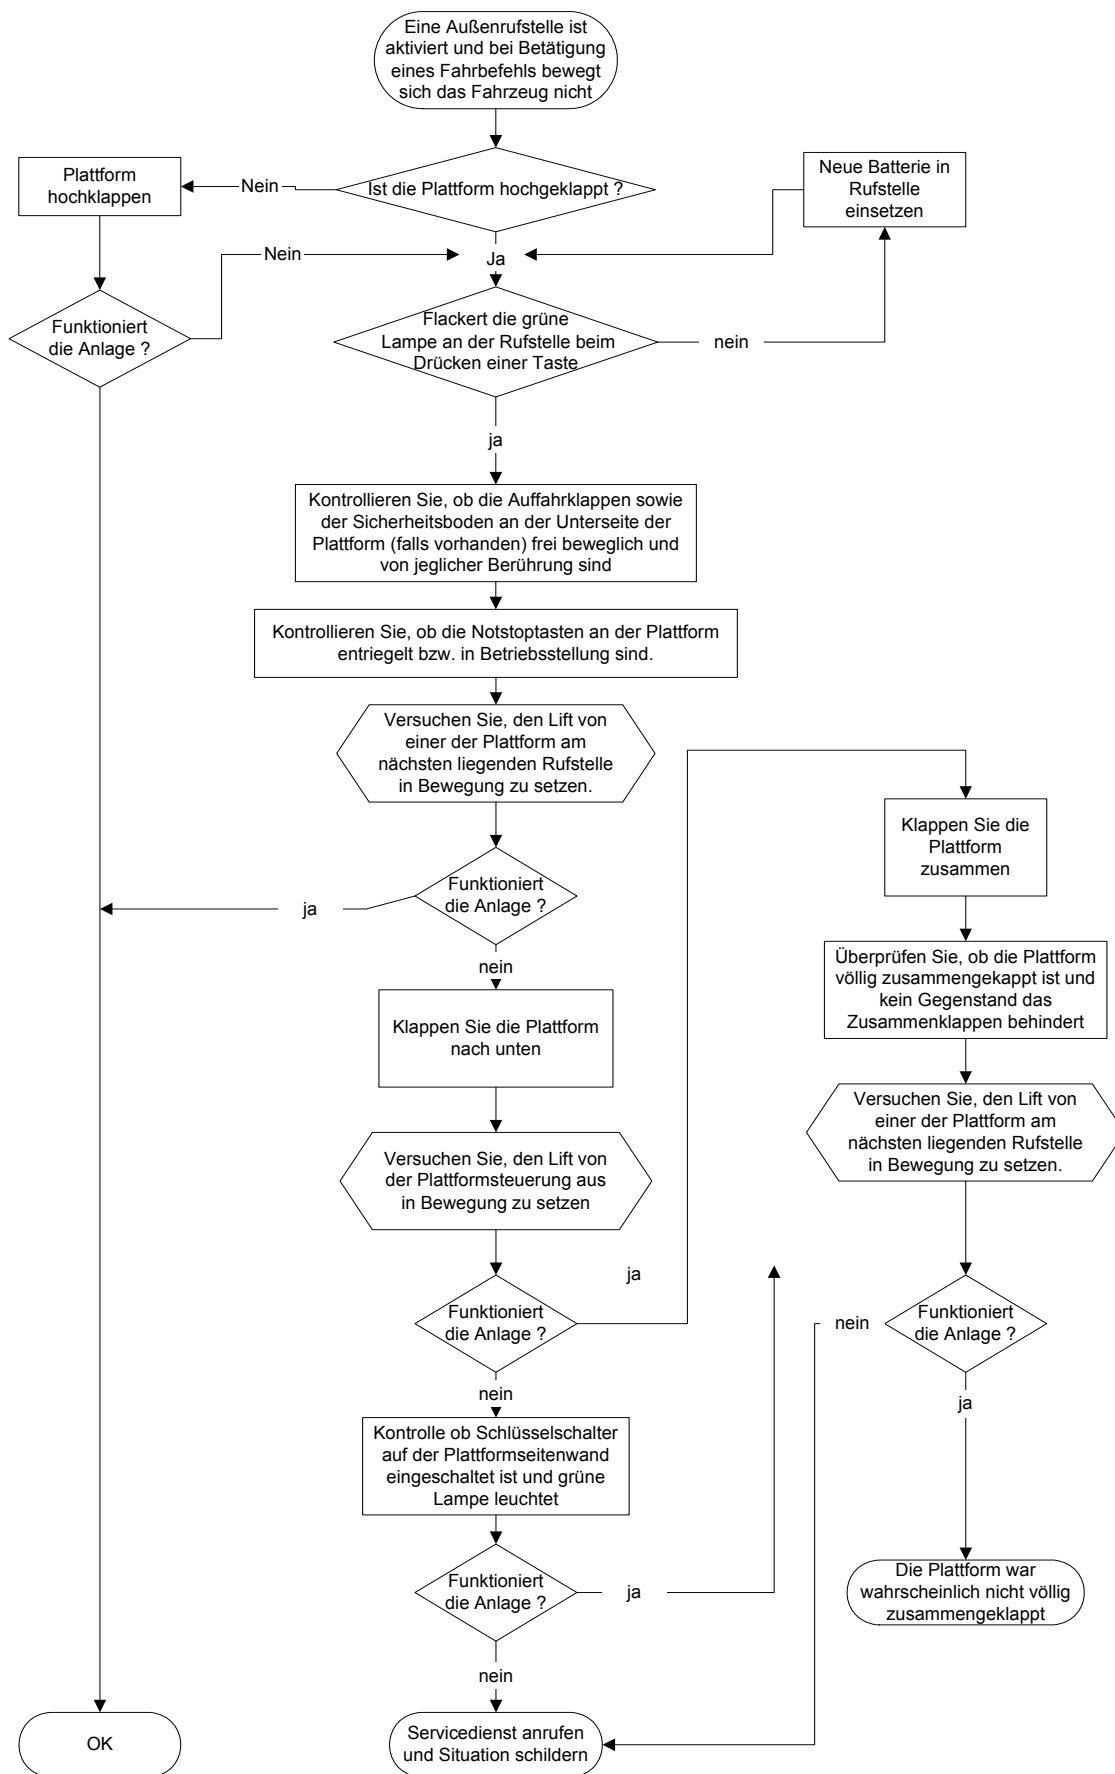 Eine Außenrufstelle ist
aktiviert und bei Betätigung
eines Fahrbefehls bewegt
sich das Fahrzeug nicht
Plattform
hochklappen
Nein
Ist die Plattform hochgeklappt ?
Neue Batterie in
Rufstelle
einsetzen
Nein
Ja
Funktioniert
die Anlage ?
Flackert die grüne
Lampe an der Rufstelle beim
Drücken einer Taste
nein
ja
Kontrollieren Sie, ob die Auffahrklappen sowie
der Sicherheitsboden an der Unterseite der
Plattform (falls vorhanden) frei beweglich und
von jeglicher Berührung sind
Kontrollieren Sie, ob die Notstoptasten an der Plattform
entriegelt bzw. in Betriebsstellung sind.
Versuchen Sie, den Lift von
einer der Plattform am
nächsten liegenden Rufstelle
in Bewegung zu setzen.
Funktioniert
die Anlage ?
ja
nein
Klappen Sie die Plattform
nach unten
Versuchen Sie, den Lift von
der Plattformsteuerung aus
in Bewegung zu setzen
ja
Funktioniert
die Anlage ?
nein
Kontrolle ob Schlüsselschalter
auf der Plattformseitenwand
eingeschaltet ist und grüne
Lampe leuchtet
Funktioniert
die Anlage ?
ja
nein
Servicedienst anrufen
und Situation schildern
OK
Klappen Sie die
Plattform
zusammen
Überprüfen Sie, ob die Plattform
völlig zusammengekappt ist und
kein Gegenstand das
Zusammenklappen behindert
Versuchen Sie, den Lift von
einer der Plattform am
nächsten liegenden Rufstelle
in Bewegung zu setzen.
nein
Funktioniert
die Anlage ?
ja
Die Plattform war
wahrscheinlich nicht völlig
zusammengeklappt